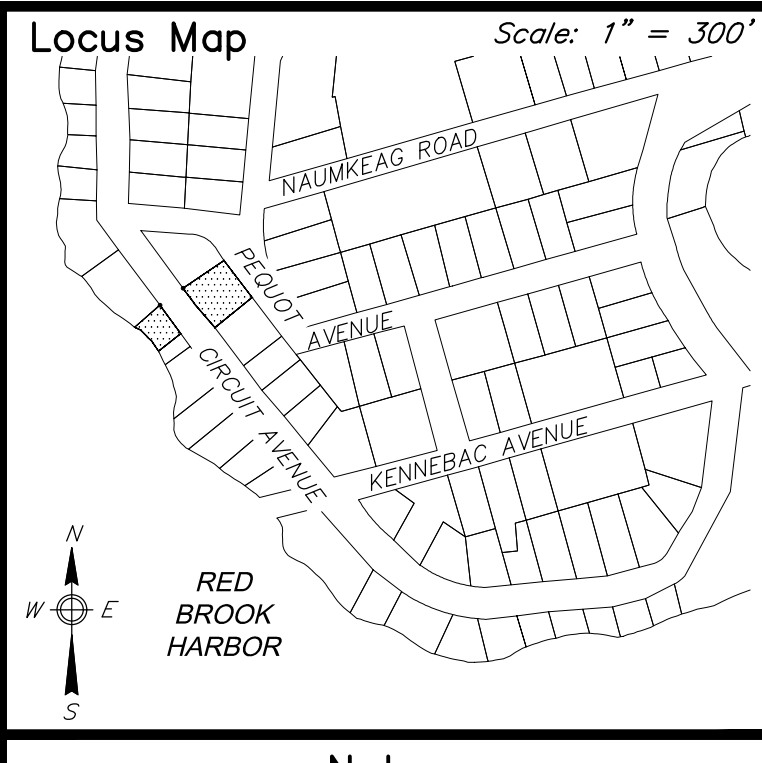 Locus Map
Scale: 1" = 300'
NAUMKEAG ROAD
PEQUOT
AVENUE
CIRCUIT AVENUE
KENNEBAC AVENUE
N
W E
S
RED
BROOK
HARBOR